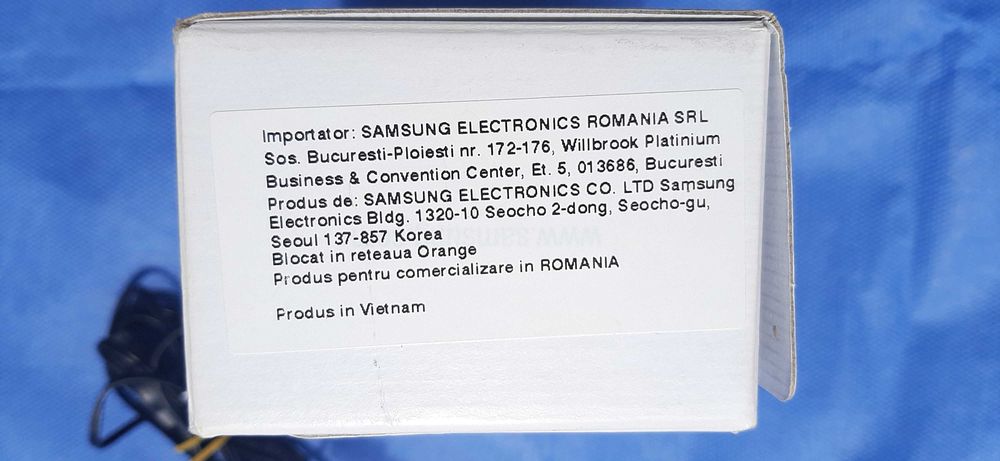 Importator: SAMSUNG ELECTRONICS ROMANIA SRL
Sos. Bucuresti-Ploiesti nr. 172-176, Willbrook Platinium
Business & Convention Center, Et. 5, 013686, Bucuresti
Produs de: SAMSUNG ELECTRONICS CO. LTD Samsung
Electronics Bldg. 1320-10 Seocho 2-dong, Seocho-gu,
Seoul 137-857 Korea
Blocat in reteaua Orange
Produs pentru comercializare in ROMANIA
Produs in Vietnam